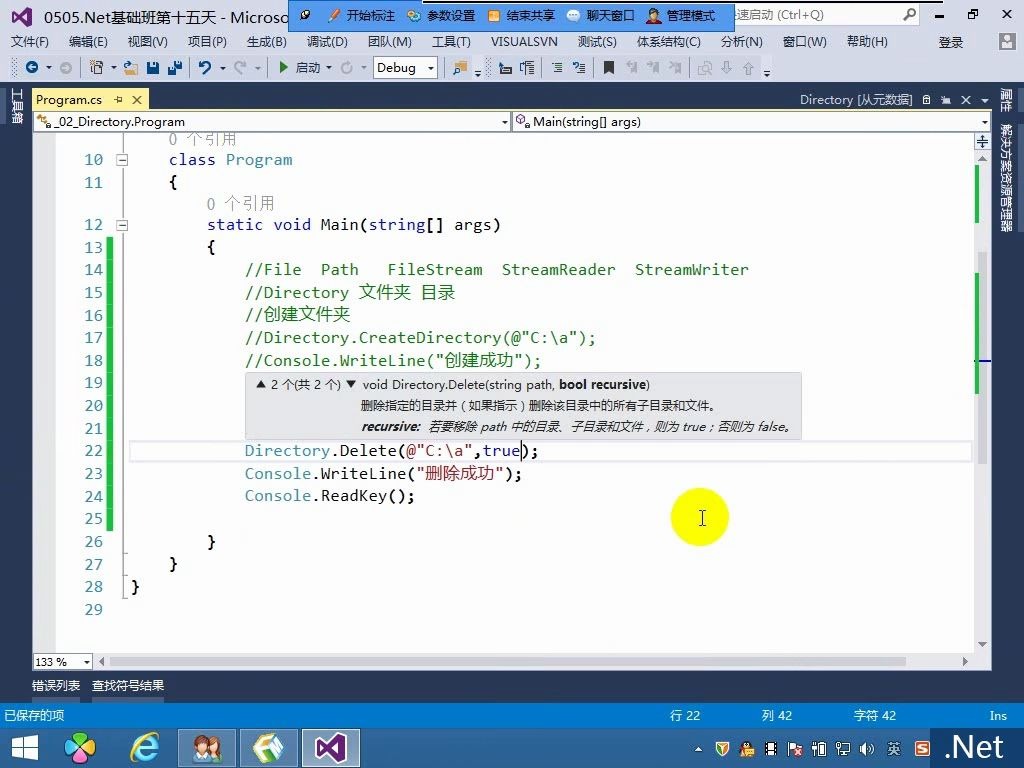 0505.Net基础班第十五天 - Microso
开始标注 参数设置 结束共享 聊天窗口 管理模式
速启动 (Ctrl+Q)
文件(F) 编辑(E) 视图(V) 项目(P) 生成(B) 调试(D) 团队(M) 工具(T) VISUALSVN 测试(S) 体系结构(C) 分析(N) 窗口(W) 帮助(H) 登录
启动 Debug
工具箱
Program.cs
Directory [从元数据]
属性
解决方案资源管理器
_02_Directory.Program
Main(string[] args)
0 个引用
10 class Program
11 {
0 个引用
12 static void Main(string[] args)
13 {
14 //File  Path   FileStream  StreamReader  StreamWriter
15 //Directory 文件夹 目录
16 //创建文件夹
17 //Directory.CreateDirectory(@"C:\a");
18 //Console.WriteLine("创建成功");
19
▲ 2 个(共 2 个) ▼ void Directory.Delete(string path, bool recursive)
20
删除指定的目录并（如果指示）删除该目录中的所有子目录和文件。
21
recursive: 若要移除 path 中的目录、子目录和文件，则为 true；否则为 false。
22 Directory.Delete(@"C:\a",true);
23 Console.WriteLine("删除成功");
24 Console.ReadKey();
25
26 }
27 }
28 }
29
133 %
错误列表 查找符号结果
已保存的项 行 22 列 42 字符 42 Ins
英
.Net